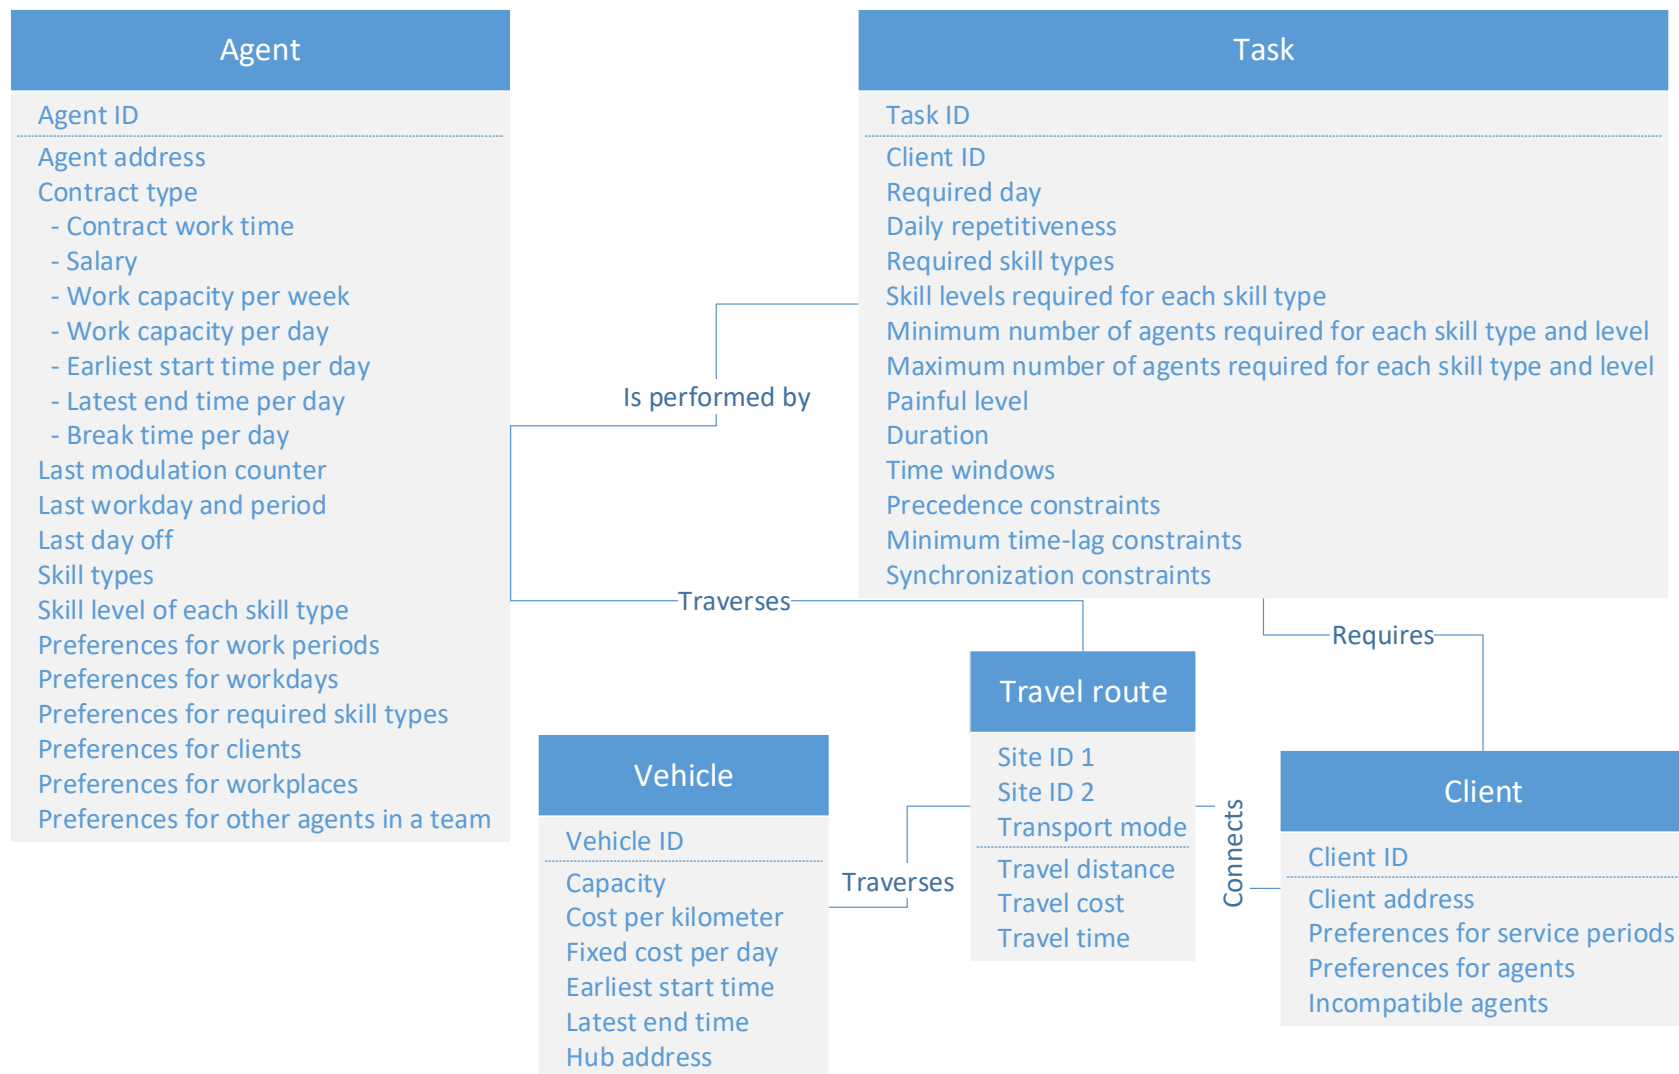 Agent
Agent ID
Agent address
Contract type
- Contract work time
- Salary
- Work capacity per week
- Work capacity per day
- Earliest start time per day
- Latest end time per day
- Break time per day
Last modulation counter
Last workday and period
Last day off
Skill types
Skill level of each skill type
Preferences for work periods
Preferences for workdays
Preferences for required skill types
Preferences for clients
Preferences for workplaces
Preferences for other agents in a team
Task
Task ID
Client ID
Required day
Daily repetitiveness
Required skill types
Skill levels required for each skill type
Minimum number of agents required for each skill type and level
Maximum number of agents required for each skill type and level
Painful level
Duration
Time windows
Precedence constraints
Minimum time-lag constraints
Synchronization constraints
Is performed by
Traverses
Requires
Vehicle
Vehicle ID
Capacity
Cost per kilometer
Fixed cost per day
Earliest start time
Latest end time
Hub address
Traverses
Travel route
Site ID 1
Site ID 2
Transport mode
Travel distance
Travel cost
Travel time
Connects
Client
Client ID
Client address
Preferences for service periods
Preferences for agents
Incompatible agents